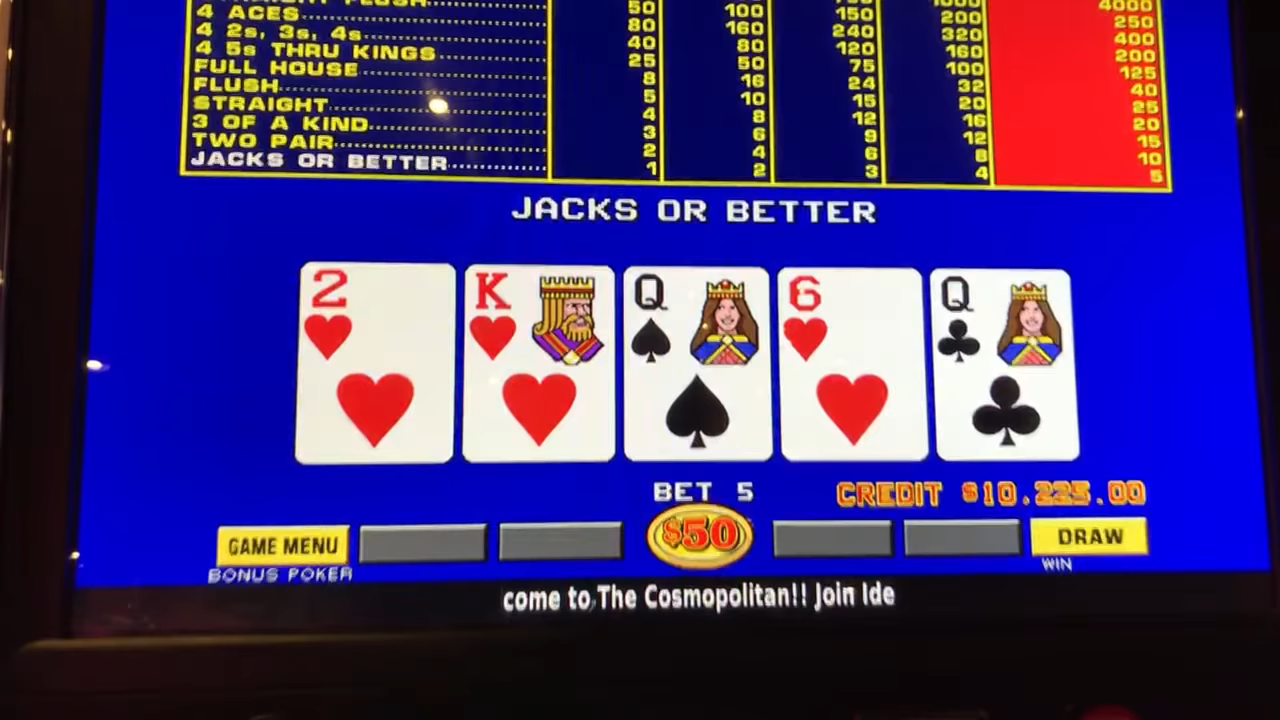 STRAIGHT FLUSH 50 100 1000 4000
4 ACES 80 160 150 200 250
4 2s, 3s, 4s 40 80 240 320 400
4 5s THRU KINGS 25 50 120 160 200
FULL HOUSE 8 16 75 100 125
FLUSH 5 10 24 32 40
STRAIGHT 4 8 15 20 25
3 OF A KIND 3 6 12 16 20
TWO PAIR 2 4 9 12 15
JACKS OR BETTER 1 2 6 8 10
3 4 5
JACKS OR BETTER
2 K Q 6 Q
BET 5 CREDIT $10,225.00
GAME MENU $50 DRAW
BONUS POKER WIN
come to The Cosmopolitan!! Join Ide